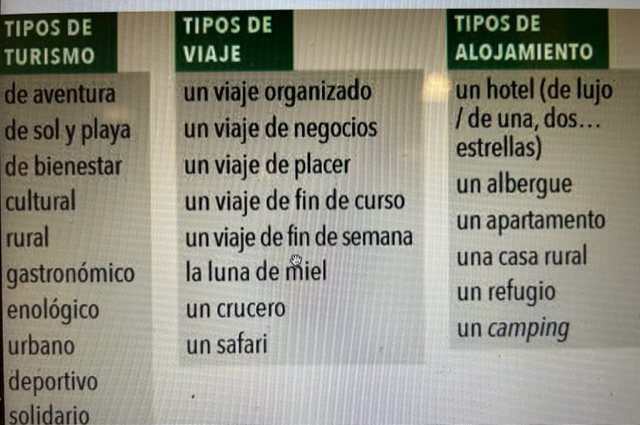 TIPOS DE
TURISMO
de aventura
de sol y playa
de bienestar
cultural
rural
gastronómico
enológico
urbano
deportivo
solidario
TIPOS DE
VIAJE
un viaje organizado
un viaje de negocios
un viaje de placer
un viaje de fin de curso
un viaje de fin de semana
la luna de miel
un crucero
un safari
TIPOS DE
ALOJAMIENTO
un hotel (de lujo
/ de una, dos...
estrellas)
un albergue
un apartamento
una casa rural
un refugio
un camping